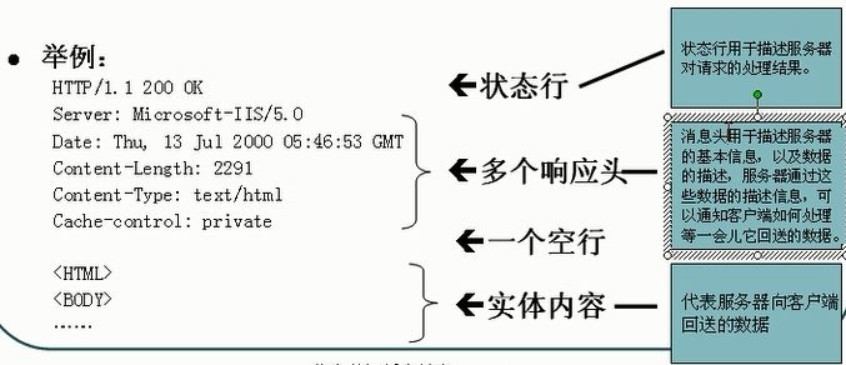 举例：
HTTP/1.1 200 OK
Server: Microsoft-IIS/5.0
Date: Thu, 13 Jul 2000 05:46:53 GMT
Content-Length: 2291
Content-Type: text/html
Cache-control: private
<HTML>
<BODY>
......
状态行
多个响应头
一个空行
实体内容
状态行用于描述服务器
对请求的处理结果。
消息头用于描述服务器
的基本信息，以及数据
的描述，服务器通过这
些数据的描述信息，可
以通知客户端如何处理
等一会儿它回送的数据。
代表服务器向客户端
回送的数据